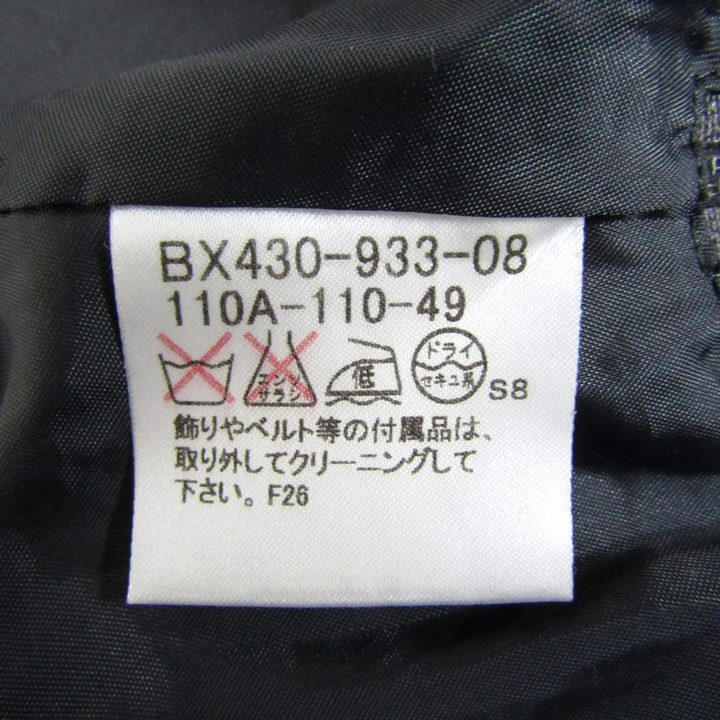 BX430-933-08
110A-110-49
エンソ
サラシ
低
ドライ
セキユ系
S8
飾りやベルト等の付属品は、
取り外してクリーニングして
下さい。F26